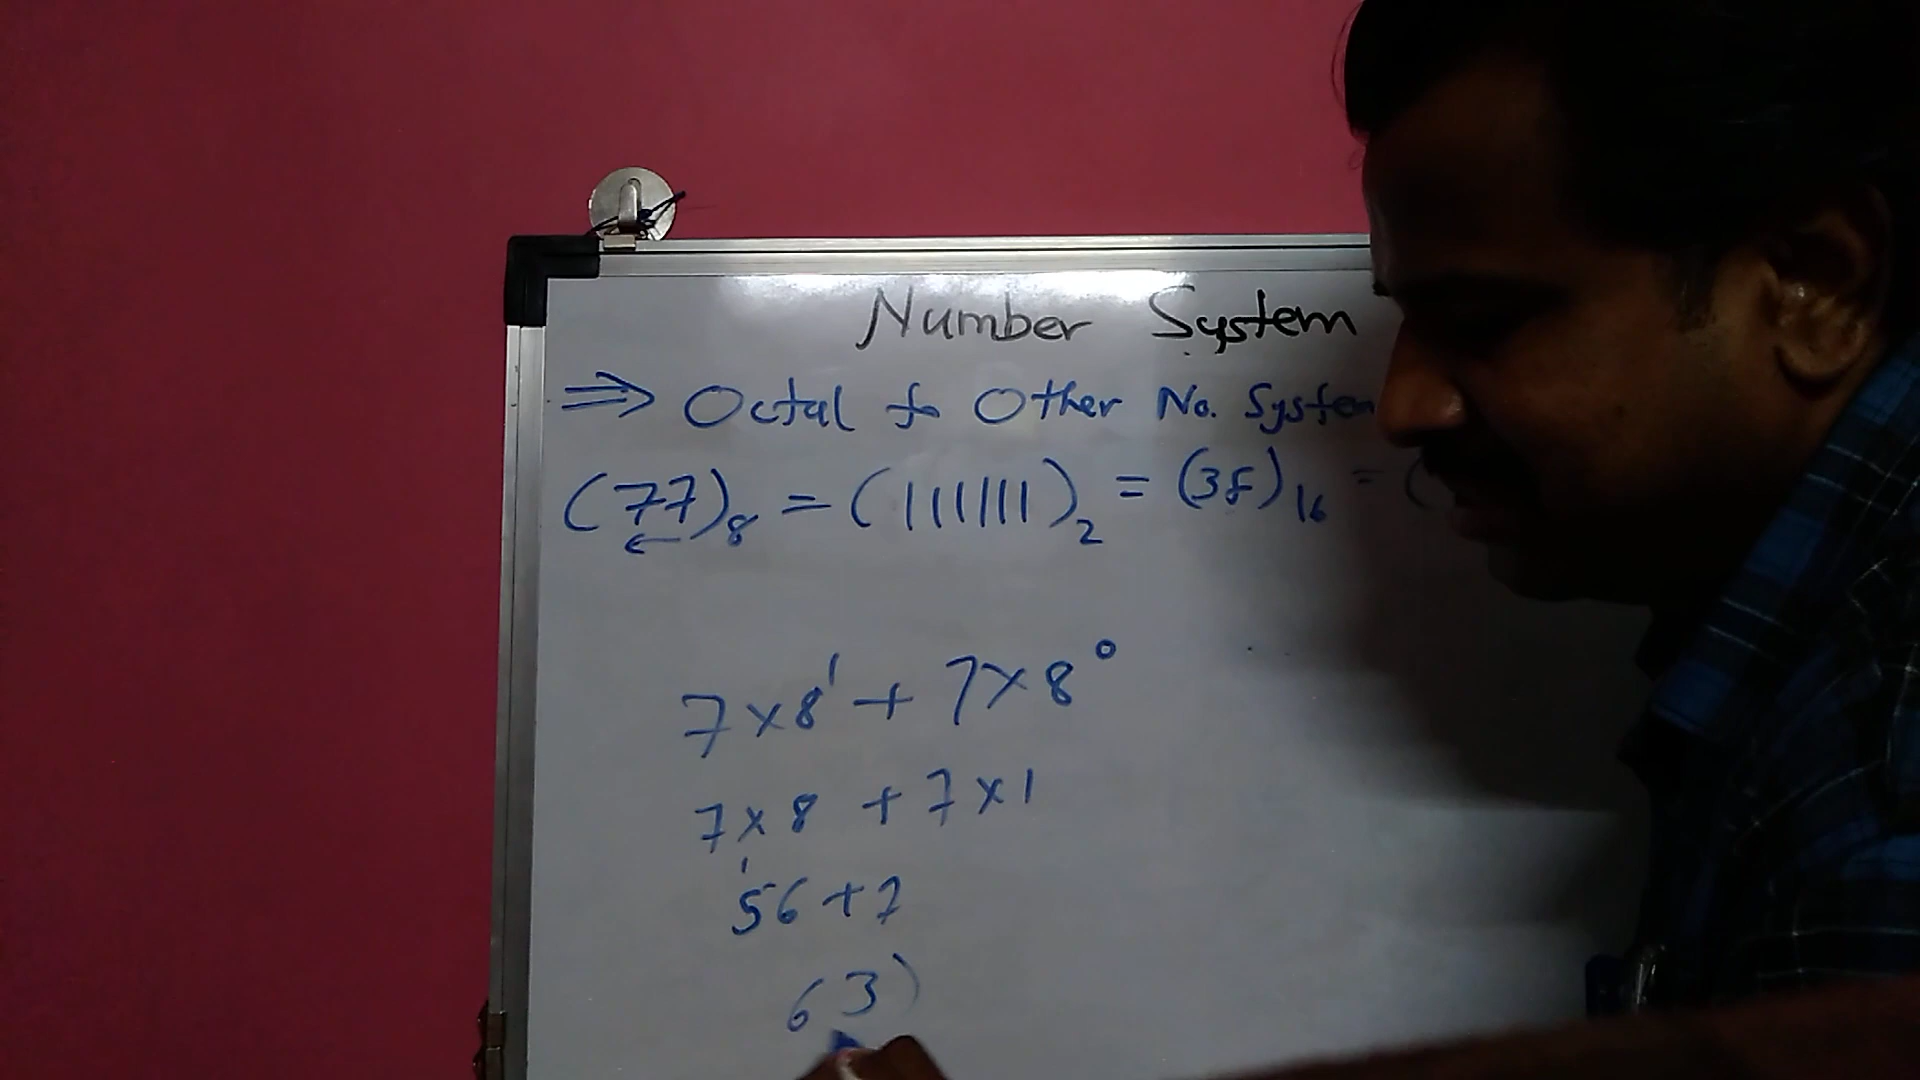 Number System
⇒ Octal to Other No. System
(77)₈ = (111111)₂ = (3F)₁₆ = (
7 × 8¹ + 7 × 8⁰
7 × 8 + 7 × 1
56 + 7
63)